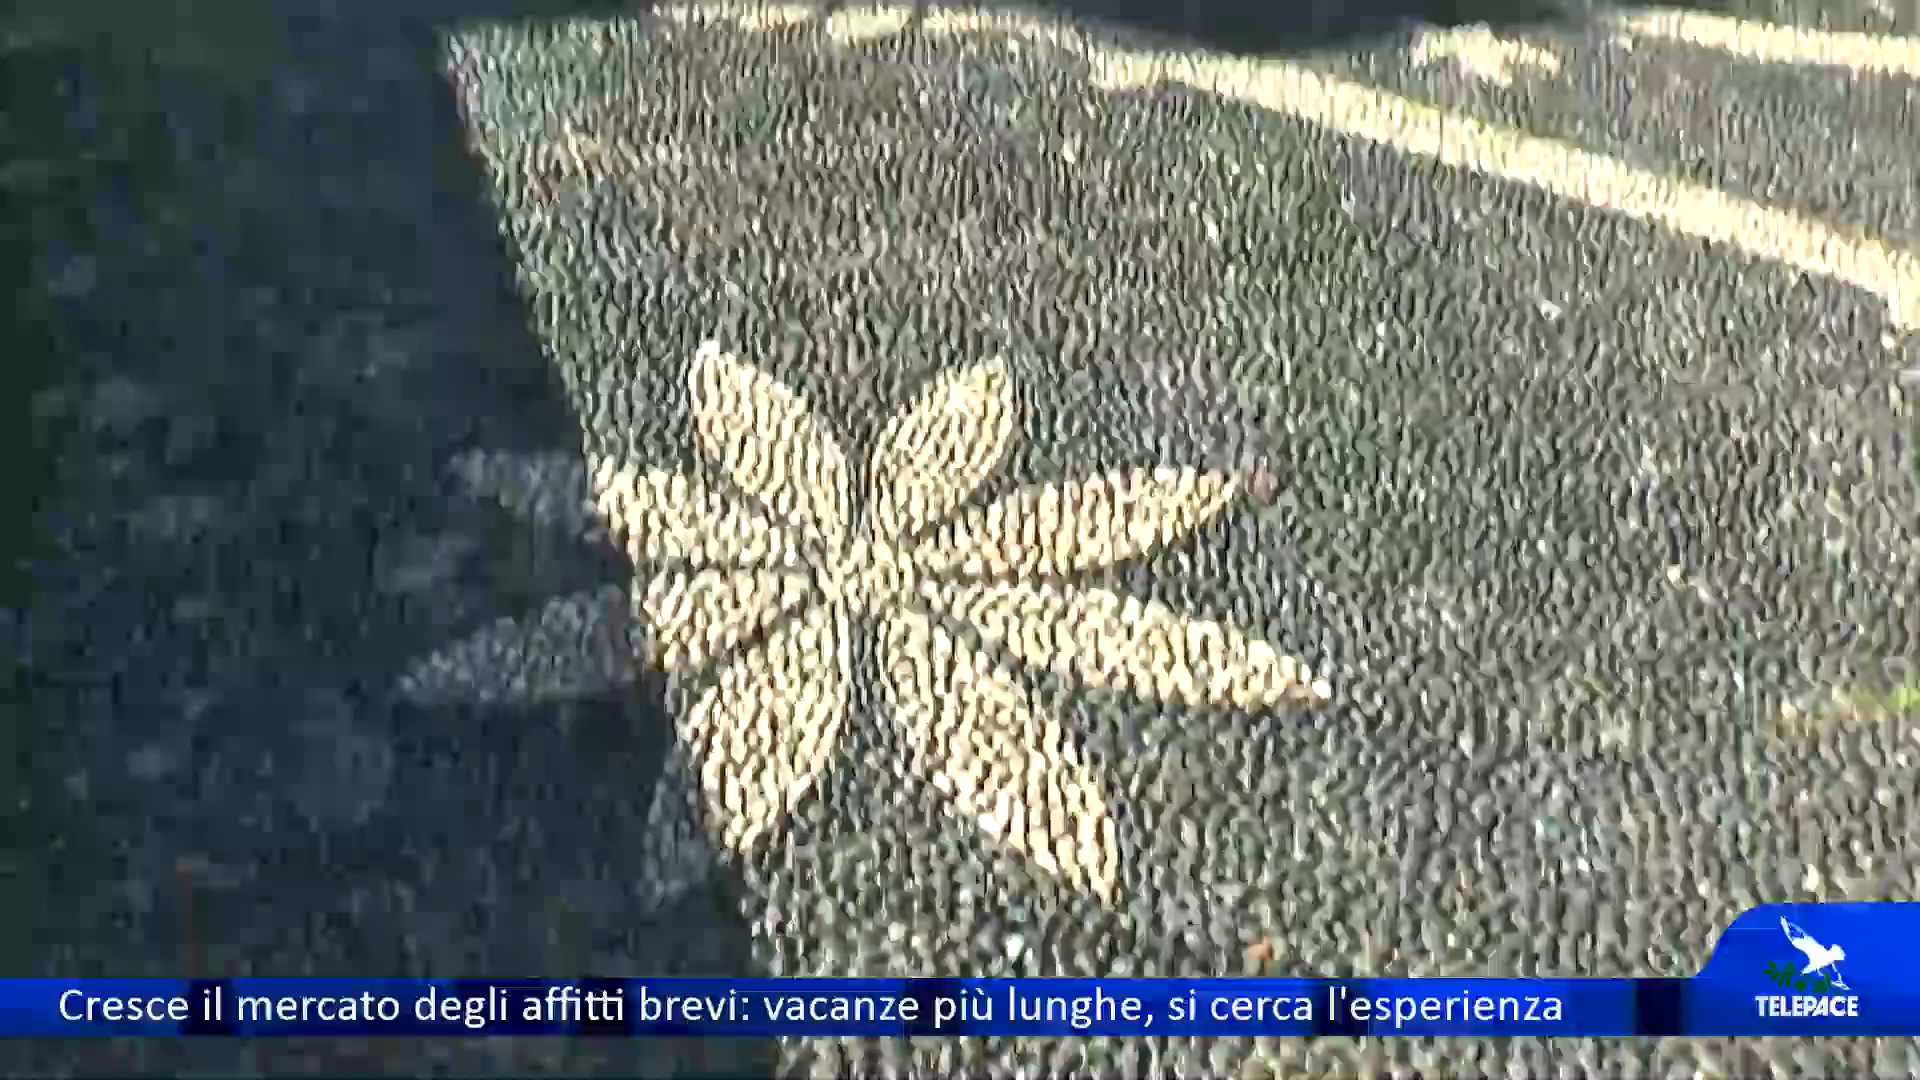 Cresce il mercato degli affitti brevi: vacanze più lunghe, si cerca l'esperienza
TELEPACE